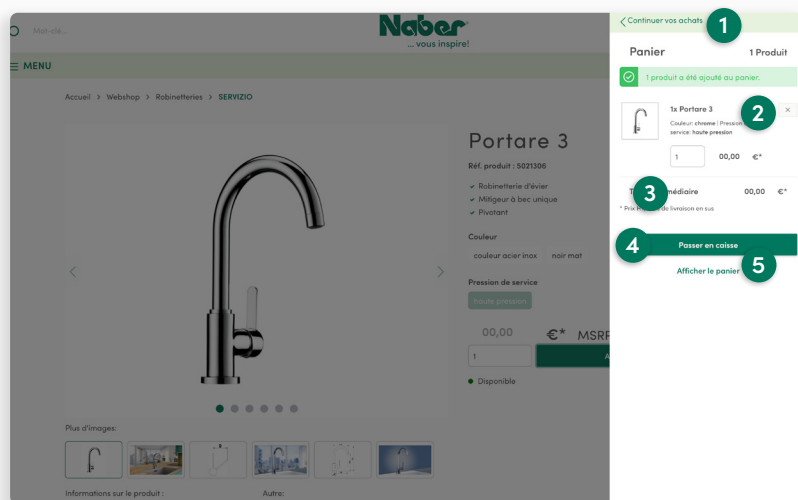 Mot-clé...
Naber
... vous inspire!
MENU
Accueil > Webshop > Robinetteries > SERVIZIO
Portare 3
Réf. produit : 5021306
Robinetterie d'évier
Mitigeur à bec unique
Pivotant
Couleur
couleur acier inox noir mat
Pression de service
haute pression
00,00 €* MSRP
1
A
Disponible
Plus d'images:
Informations sur le produit :
Autre:
Continuer vos achats
1
Panier 1 Produit
1 produit a été ajouté au panier.
1x Portare 3
2
Couleur: chrome | Pression
service: haute pression
1 00,00 €*
3
médiaire 00,00 €*
* Prix de livraison en sus
4
Passer en caisse
Afficher le panier
5